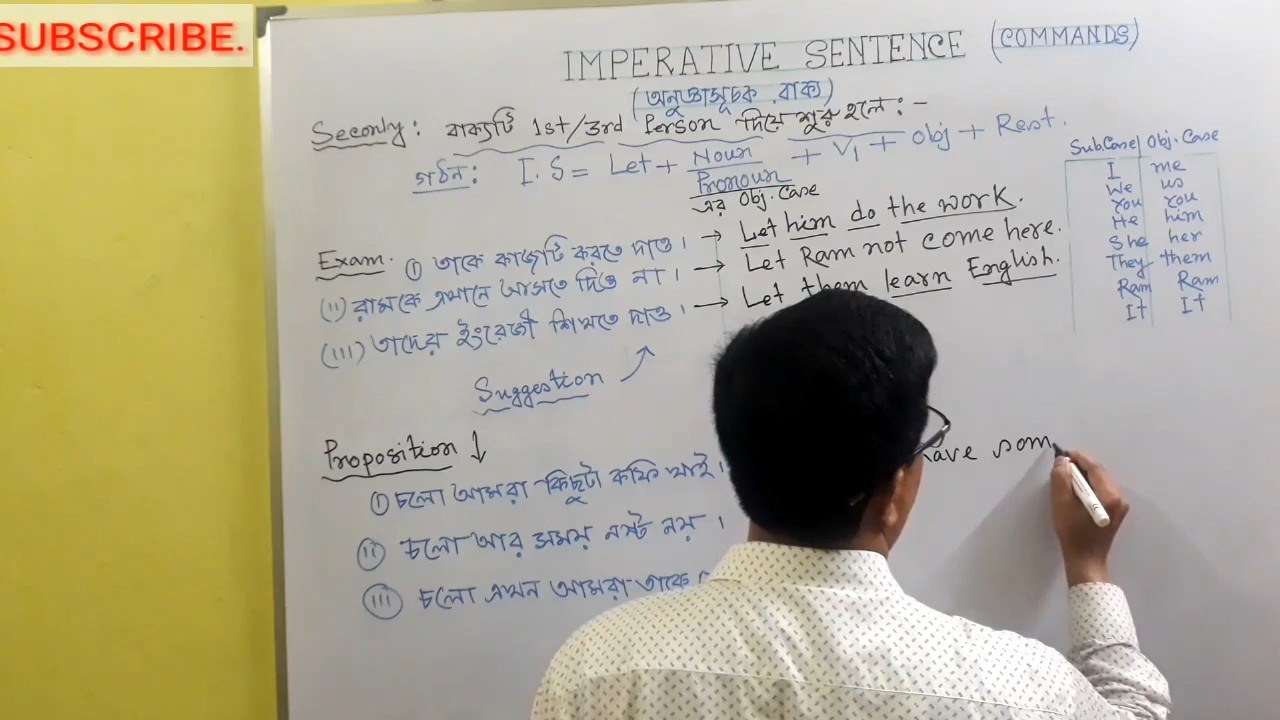 SUBSCRIBE.
IMPERATIVE SENTENCE (COMMANDS)
(অনুজ্ঞাসূচক বাক্য)
Seconly: বাক্যটি 1st/3rd Person দিয়ে শুরু হলে:-
গঠন: I.S = Let + Noun/Pronoun + V1 + Obj + Rest.
এর Obj. Case
Exam. (i) তাকে কাজটি করতে দাও। → Let him do the work.
(ii) রামকে এখানে আসতে দিও না। → Let Ram not come here.
(iii) তাদের ইংরেজী শিখতে দাও। → Let them learn English.
Suggestion
Proposition ↓
(i) চলো আমরা কিছুটা কফি খাই। have som
(ii) চলো আর সময় নষ্ট নয়।
(iii) চলো এখন আমরা তাকে
Sub.Case Obj. Case
I me
We us
You You
He him
She her
They them
Ram Ram
It It